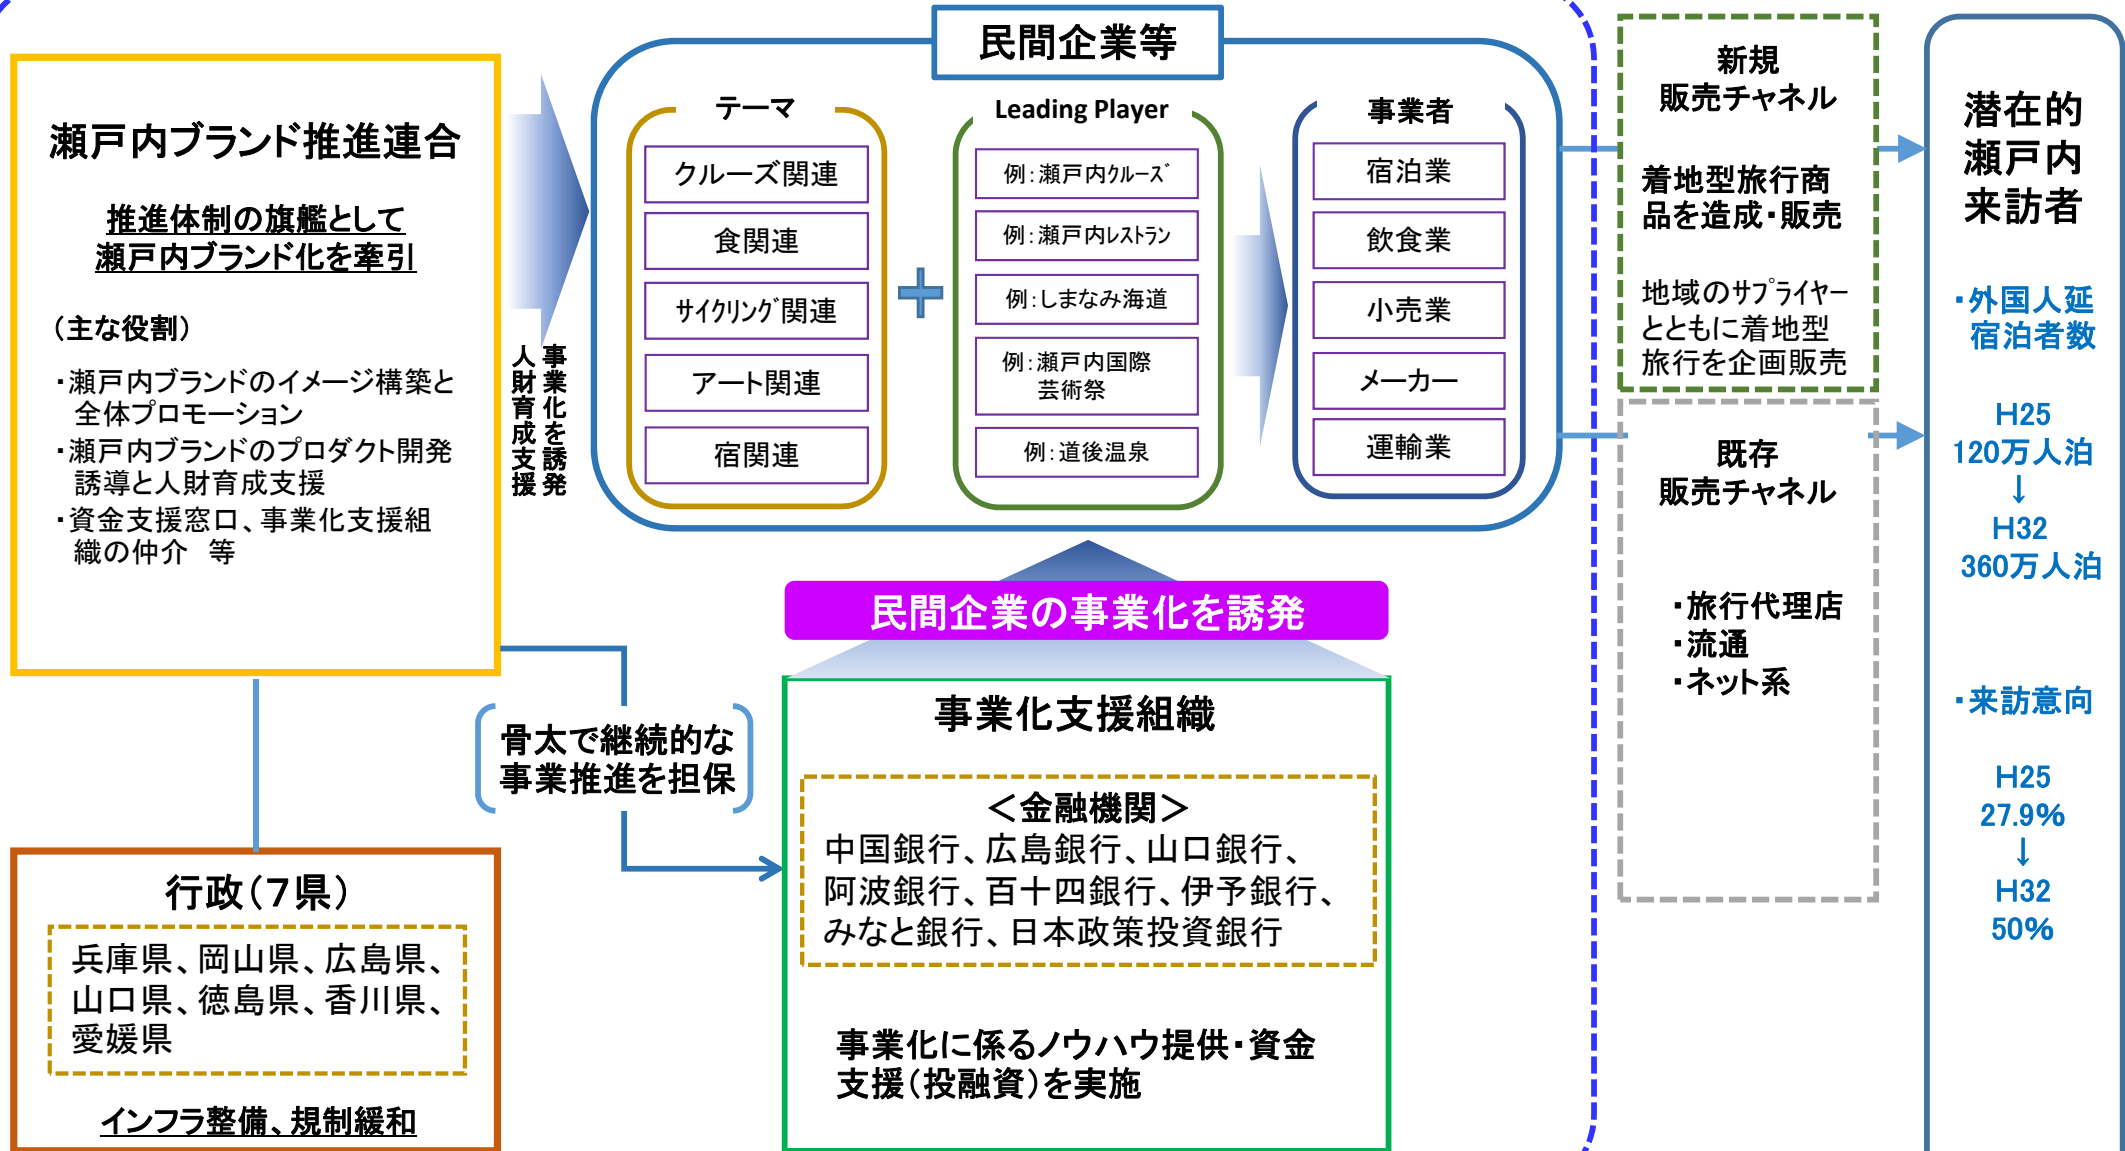 瀬戸内ブランド推進連合
推進体制の旗艦として
瀬戸内ブランド化を牽引
（主な役割）
・瀬戸内ブランドのイメージ構築と
全体プロモーション
・瀬戸内ブランドのプロダクト開発
誘導と人財育成支援
・資金支援窓口、事業化支援組
織の仲介　等
事業化を誘発
人財育成支援
民間企業等
テーマ
クルーズ関連
食関連
サイクリング関連
アート関連
宿関連
Leading Player
例：瀬戸内クルーズ
例：瀬戸内レストラン
例：しまなみ海道
例：瀬戸内国際
芸術祭
例：道後温泉
事業者
宿泊業
飲食業
小売業
メーカー
運輸業
民間企業の事業化を誘発
骨太で継続的な
事業推進を担保
事業化支援組織
＜金融機関＞
中国銀行、広島銀行、山口銀行、
阿波銀行、百十四銀行、伊予銀行、
みなと銀行、日本政策投資銀行
事業化に係るノウハウ提供・資金
支援（投融資）を実施
行政（７県）
兵庫県、岡山県、広島県、
山口県、徳島県、香川県、
愛媛県
インフラ整備、規制緩和
新規
販売チャネル
着地型旅行商
品を造成・販売
地域のサプライヤー
とともに着地型
旅行を企画販売
既存
販売チャネル
・旅行代理店
・流通
・ネット系
潜在的
瀬戸内
来訪者
・外国人延
宿泊者数
H25
120万人泊
↓
H32
360万人泊
・来訪意向
H25
27.9%
↓
H32
50%